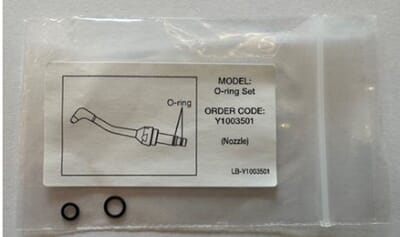 MODEL:
O-ring Set
O-ring
ORDER CODE:
Y1003501
(Nozzle)
LB-Y1003501